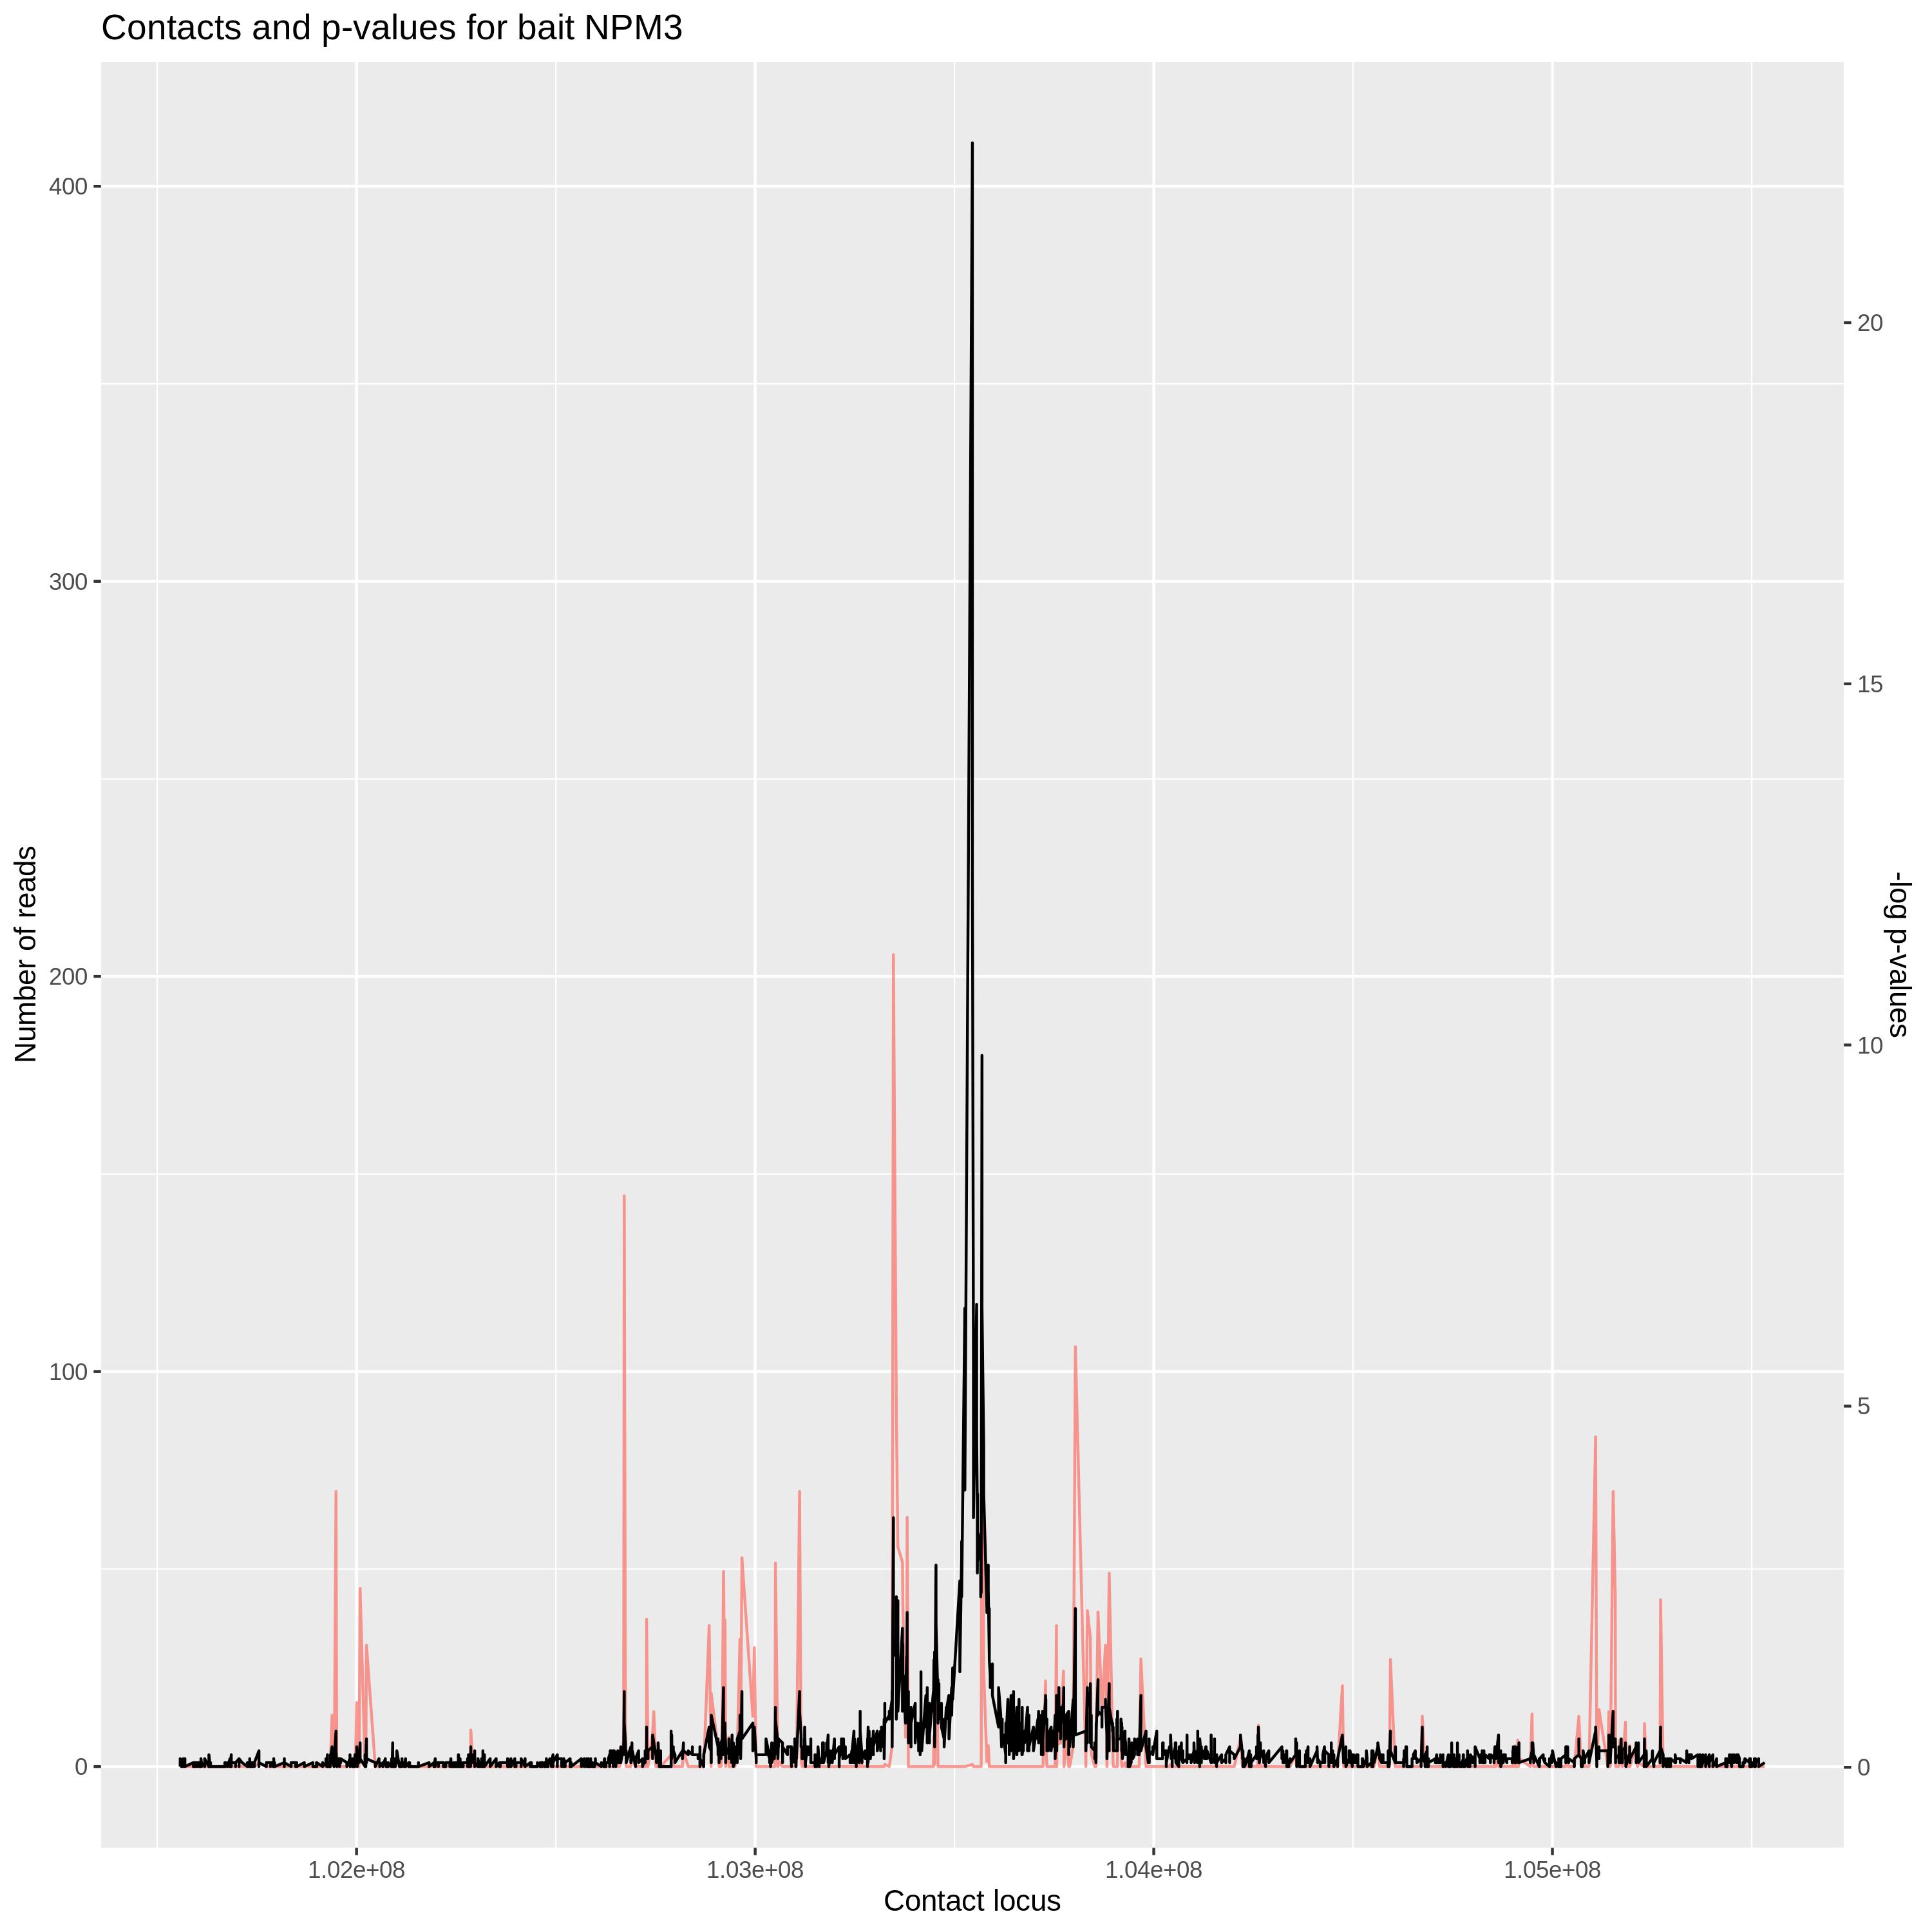 Contacts and p-values for bait NPM3
400
300
200
100
0
Number of reads
20
15
10
5
0
-log p-values
1.02e+08
1.03e+08
1.04e+08
1.05e+08
Contact locus